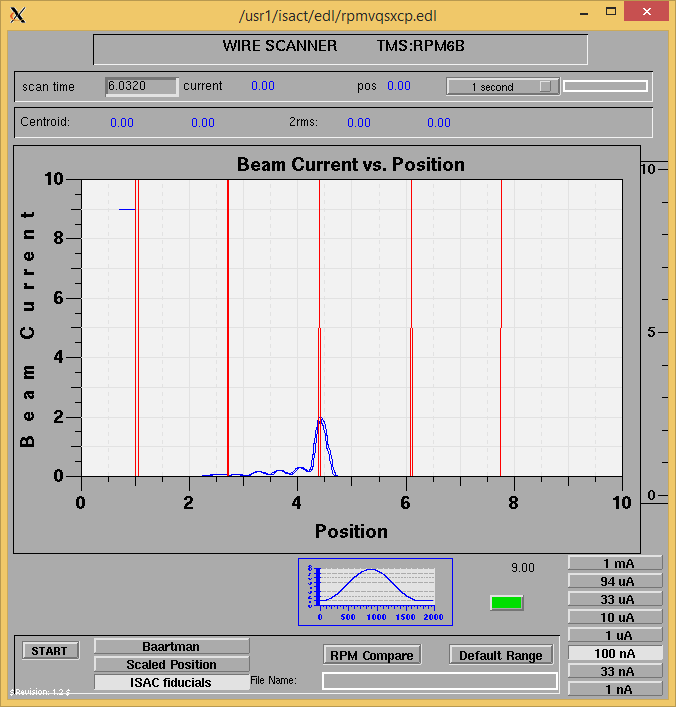 /usr1/isact/edl/rpmvqsxcp.edl
WIRE SCANNER TMS:RPM6B
scan time 6.0320 current 0.00 pos 0.00 1 second
Centroid: 0.00 0.00 2rms: 0.00 0.00
Beam Current vs. Position
10
8
6
4
2
0
Beam Current
0 2 4 6 8 10
Position
10
5
0
8
0 500 1000 1500 2000
9.00
1 mA
94 uA
33 uA
10 uA
1 uA
100 nA
33 nA
1 nA
START
Baartman
Scaled Position
ISAC fiducials
RPM Compare
Default Range
File Name:
$Revision: 1.2 $